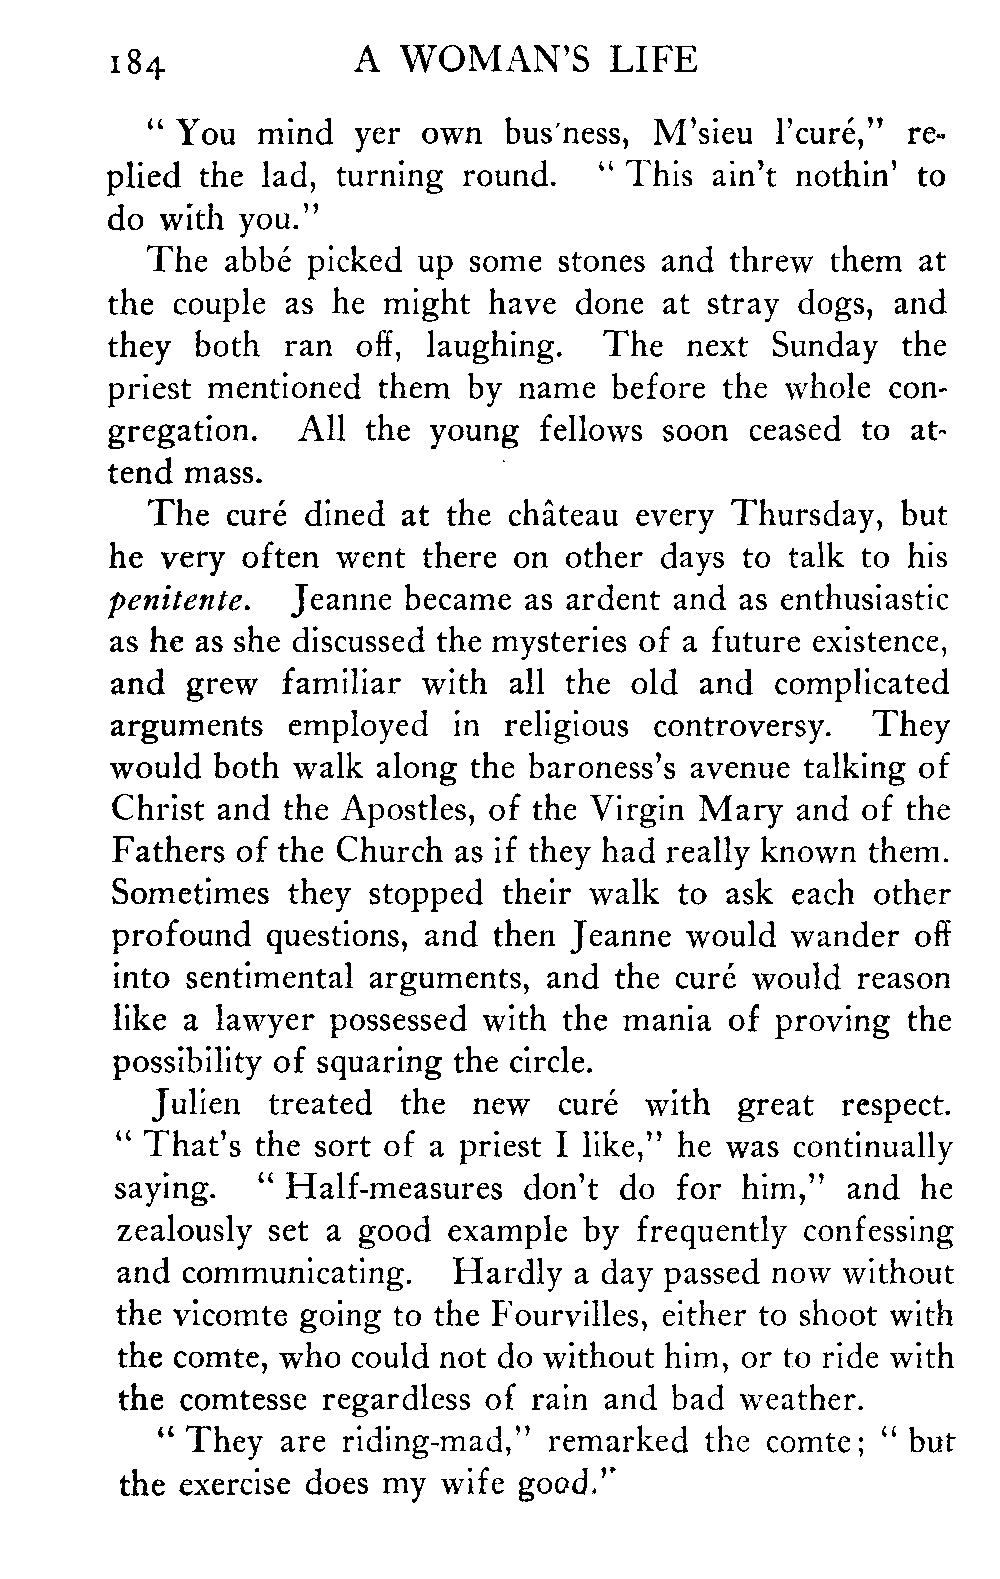 184 A WOMAN'S LIFE
" You mind yer own bus'ness, M'sieu l'curé," re-
plied the lad, turning round. " This ain't nothin' to
do with you."
The abbé picked up some stones and threw them at
the couple as he might have done at stray dogs, and
they both ran off, laughing. The next Sunday the
priest mentioned them by name before the whole con-
gregation. All the young fellows soon ceased to at-
tend mass.
The curé dined at the château every Thursday, but
he very often went there on other days to talk to his
penitente. Jeanne became as ardent and as enthusiastic
as he as she discussed the mysteries of a future existence,
and grew familiar with all the old and complicated
arguments employed in religious controversy. They
would both walk along the baroness's avenue talking of
Christ and the Apostles, of the Virgin Mary and of the
Fathers of the Church as if they had really known them.
Sometimes they stopped their walk to ask each other
profound questions, and then Jeanne would wander off
into sentimental arguments, and the curé would reason
like a lawyer possessed with the mania of proving the
possibility of squaring the circle.
Julien treated the new curé with great respect.
" That's the sort of a priest I like," he was continually
saying. " Half-measures don't do for him," and he
zealously set a good example by frequently confessing
and communicating. Hardly a day passed now without
the vicomte going to the Fourvilles, either to shoot with
the comte, who could not do without him, or to ride with
the comtesse regardless of rain and bad weather.
" They are riding-mad," remarked the comte; " but
the exercise does my wife good."